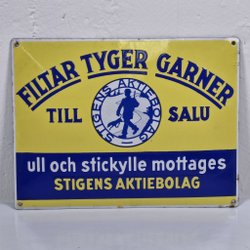 FILTAR TYGER GARNER
TILL SALU
STIGENS AKTIEBOLAG
ull och stickylle mottages
STIGENS AKTIEBOLAG